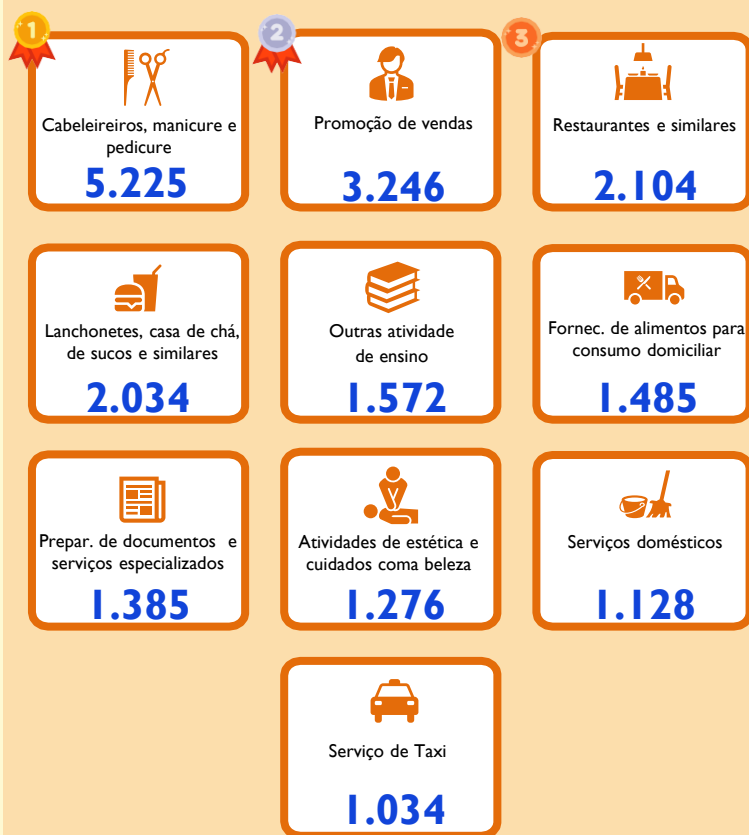 1
Cabeleireiros, manicure e
pedicure
5.225
2
Promoção de vendas
3.246
3
Restaurantes e similares
2.104
Lanchonetes, casa de chá,
de sucos e similares
2.034
Outras atividade
de ensino
1.572
Fornec. de alimentos para
consumo domiciliar
1.485
Prepar. de documentos e
serviços especializados
1.385
Atividades de estética e
cuidados coma beleza
1.276
Serviços domésticos
1.128
Serviço de Taxi
1.034